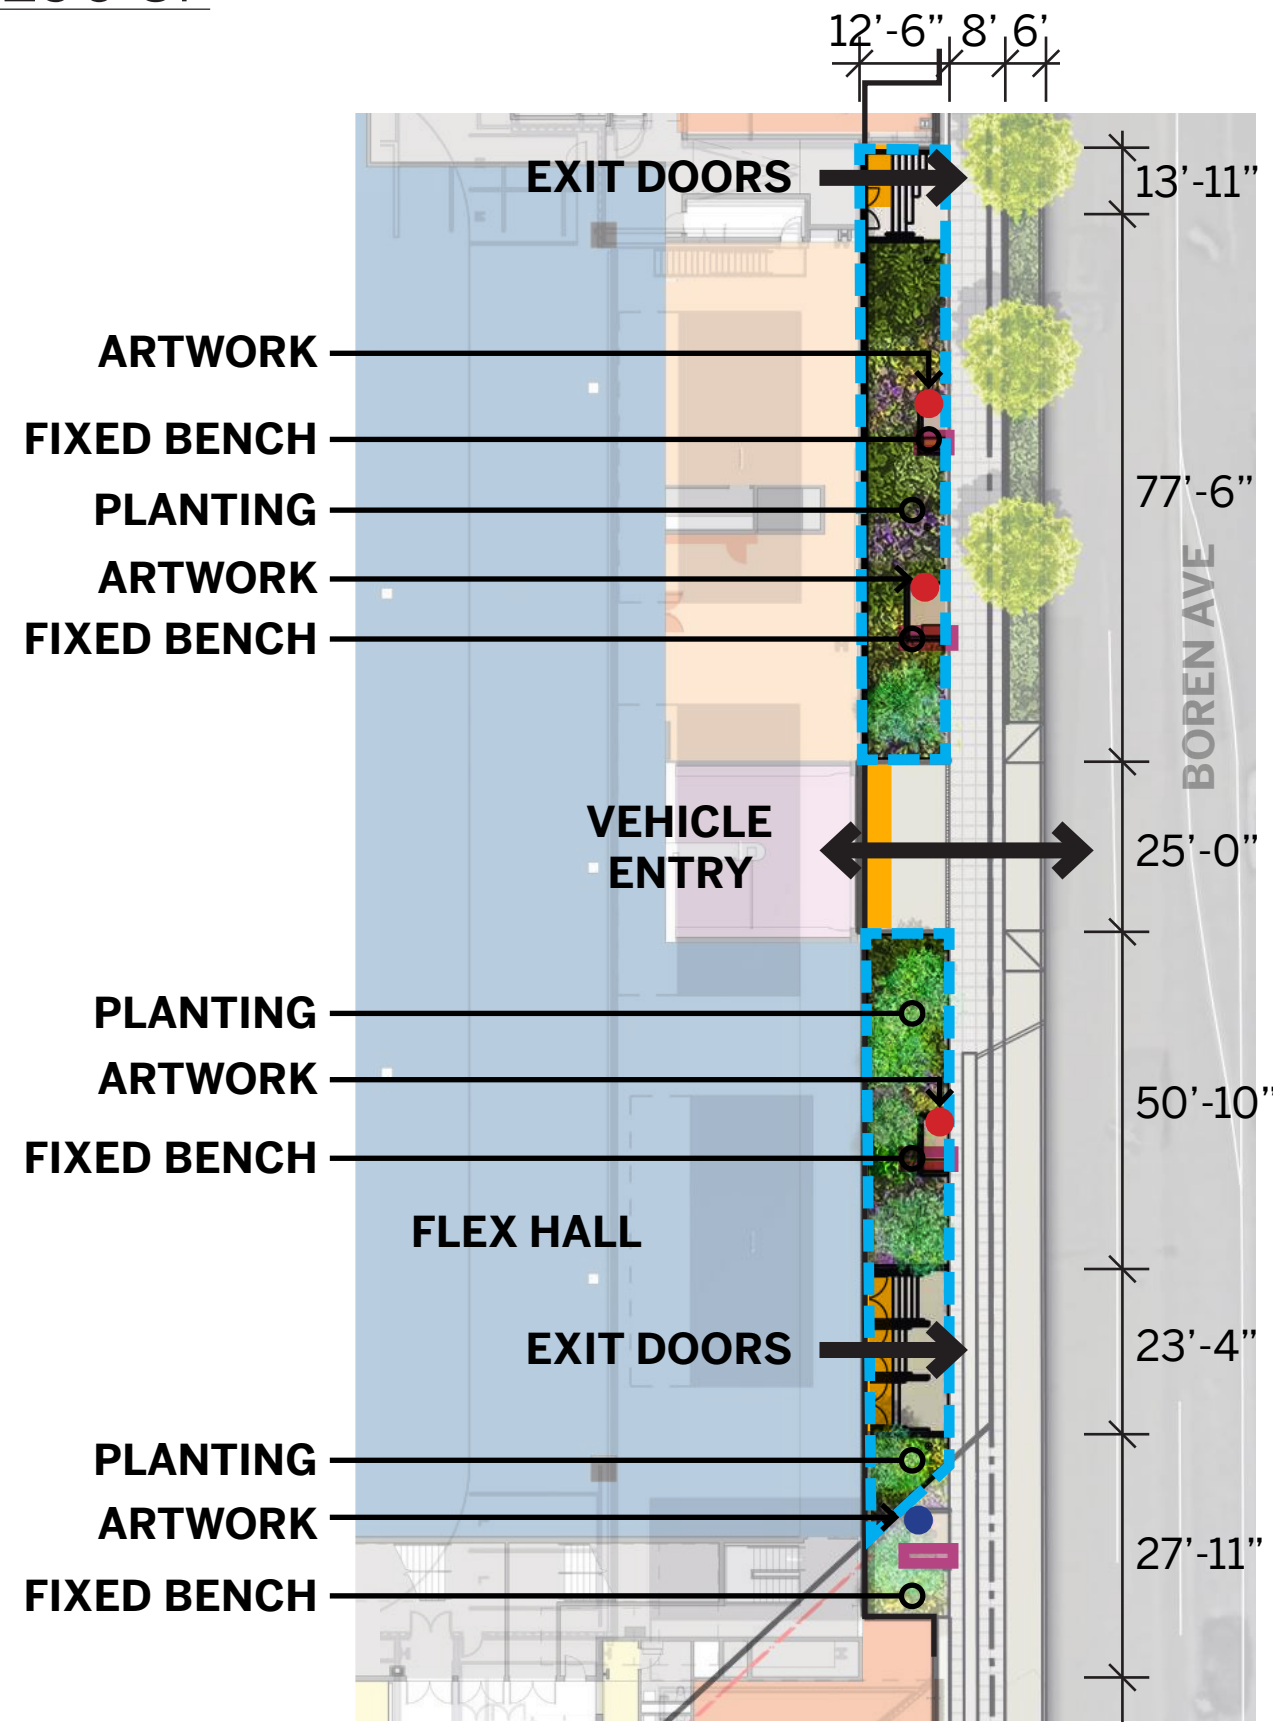 12'-6” 8' 6'
EXIT DOORS
13'-11”
ARTWORK
FIXED BENCH
PLANTING
77'-6”
ARTWORK
FIXED BENCH
BOREN AVE
VEHICLE
ENTRY
25'-0”
PLANTING
ARTWORK
50'-10”
FIXED BENCH
FLEX HALL
EXIT DOORS
23'-4”
PLANTING
ARTWORK
27'-11”
FIXED BENCH